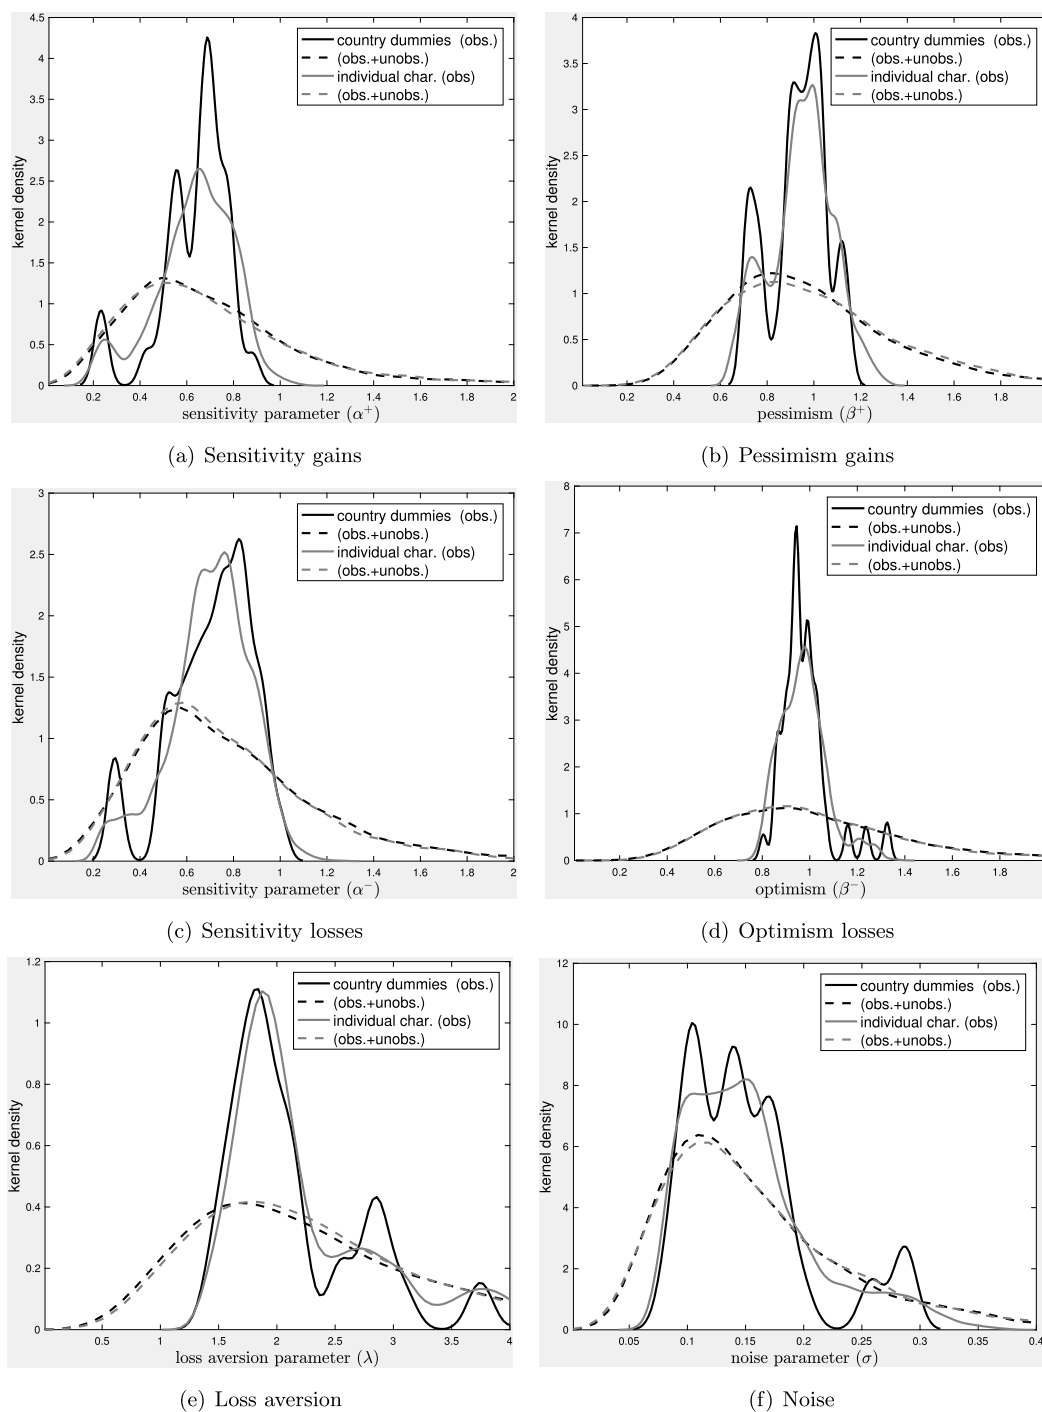 4.5
4
3.5
3
2.5
2
1.5
1
0.5
0
kernel density
0.2 0.4 0.6 0.8 1 1.2 1.4 1.6 1.8 2
sensitivity parameter (α⁺)
country dummies (obs.)
(obs.+unobs.)
individual char. (obs)
(obs.+unobs.)
(a) Sensitivity gains
4
3.5
3
2.5
2
1.5
1
0.5
0
kernel density
0.2 0.4 0.6 0.8 1 1.2 1.4 1.6 1.8
pessimism (β⁺)
country dummies (obs.)
(obs.+unobs.)
individual char. (obs)
(obs.+unobs.)
(b) Pessimism gains
3
2.5
2
1.5
1
0.5
0
kernel density
0.2 0.4 0.6 0.8 1 1.2 1.4 1.6 1.8 2
sensitivity parameter (α⁻)
country dummies (obs.)
(obs.+unobs.)
individual char. (obs)
(obs.+unobs.)
(c) Sensitivity losses
8
7
6
5
4
3
2
1
0
kernel density
0.2 0.4 0.6 0.8 1 1.2 1.4 1.6 1.8
optimism (β⁻)
country dummies (obs.)
(obs.+unobs.)
individual char. (obs)
(obs.+unobs.)
(d) Optimism losses
1.2
1
0.8
0.6
0.4
0.2
0
kernel density
0.5 1 1.5 2 2.5 3 3.5 4
loss aversion parameter (λ)
country dummies (obs.)
(obs.+unobs.)
individual char. (obs)
(obs.+unobs.)
(e) Loss aversion
12
10
8
6
4
2
0
kernel density
0.05 0.1 0.15 0.2 0.25 0.3 0.35 0.4
noise parameter (σ)
country dummies (obs.)
(obs.+unobs.)
individual char. (obs)
(obs.+unobs.)
(f) Noise